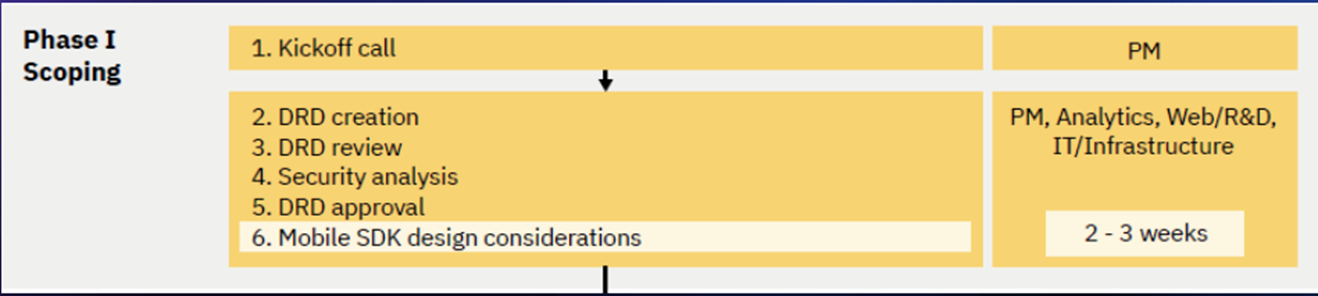 Phase I
Scoping
1. Kickoff call
PM
2. DRD creation
3. DRD review
4. Security analysis
5. DRD approval
6. Mobile SDK design considerations
PM, Analytics, Web/R&D,
IT/Infrastructure
2 - 3 weeks